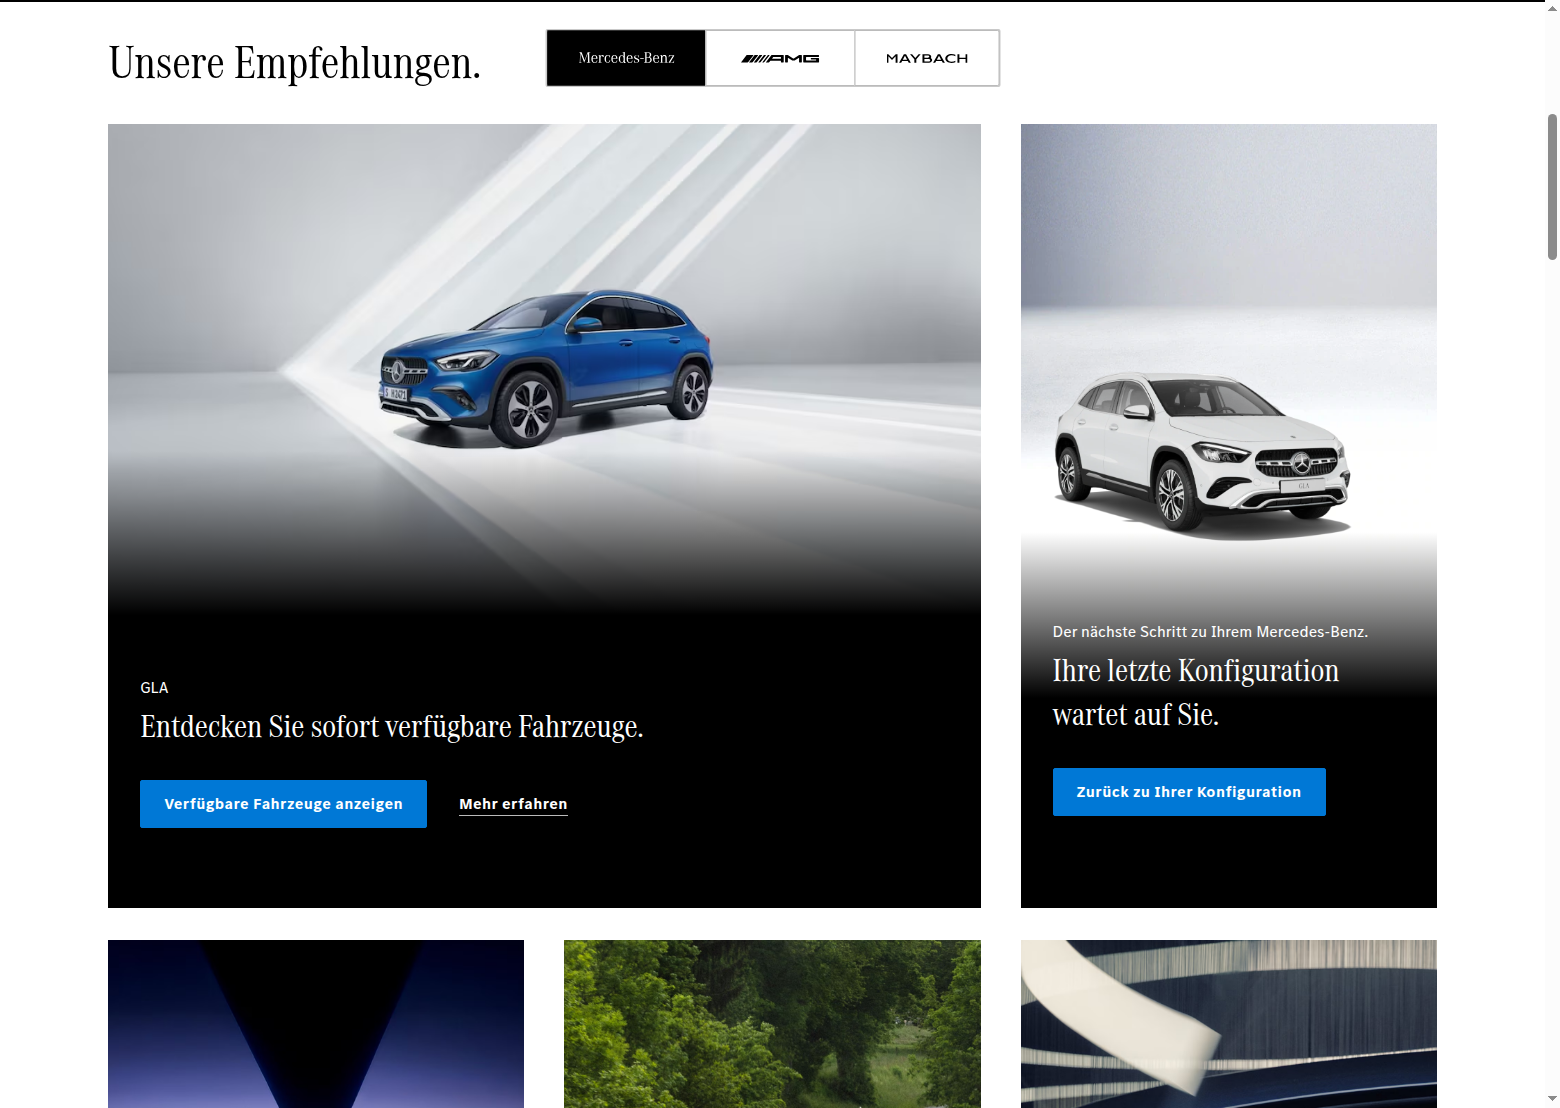 Unsere Empfehlungen.
Mercedes-Benz
AMG
MAYBACH
GLA
Entdecken Sie sofort verfügbare Fahrzeuge.
Verfügbare Fahrzeuge anzeigen
Mehr erfahren
GLA
Der nächste Schritt zu Ihrem Mercedes-Benz.
Ihre letzte Konfiguration
wartet auf Sie.
Zurück zu Ihrer Konfiguration